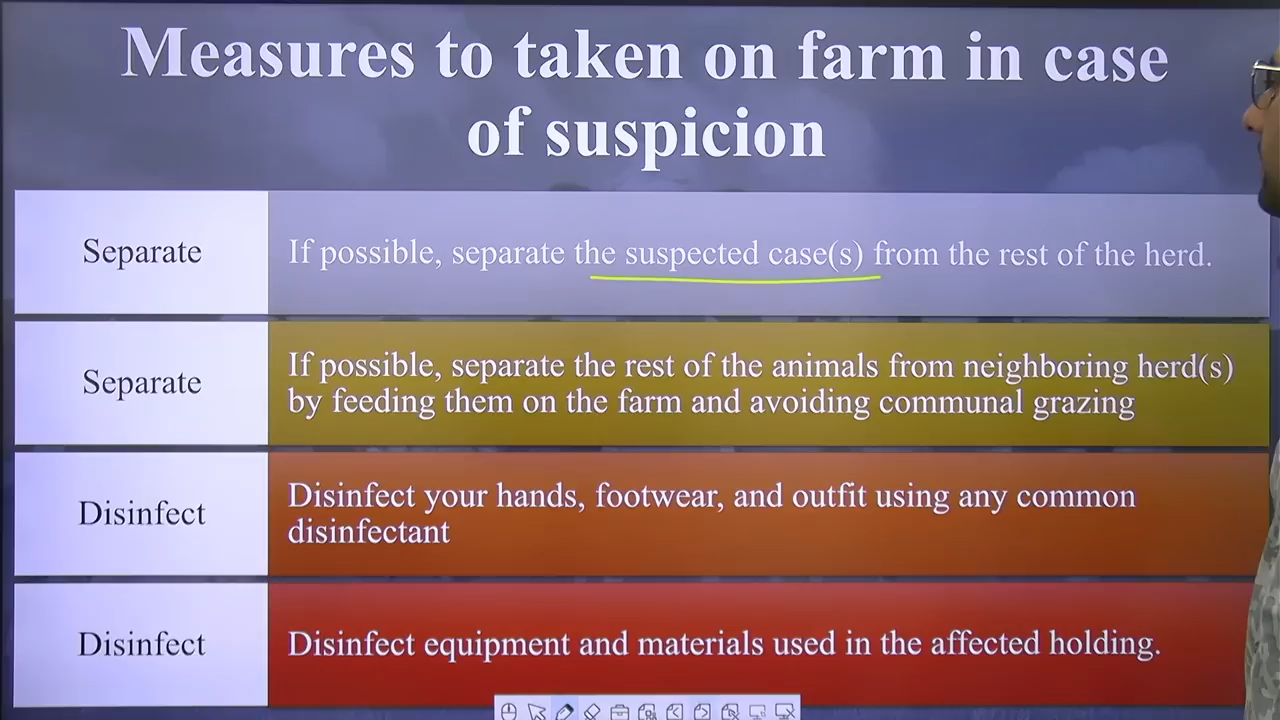 Measures to taken on farm in case
of suspicion
Separate
If possible, separate the suspected case(s) from the rest of the herd.
Separate
If possible, separate the rest of the animals from neighboring herd(s)
by feeding them on the farm and avoiding communal grazing
Disinfect
Disinfect your hands, footwear, and outfit using any common
disinfectant
Disinfect
Disinfect equipment and materials used in the affected holding.